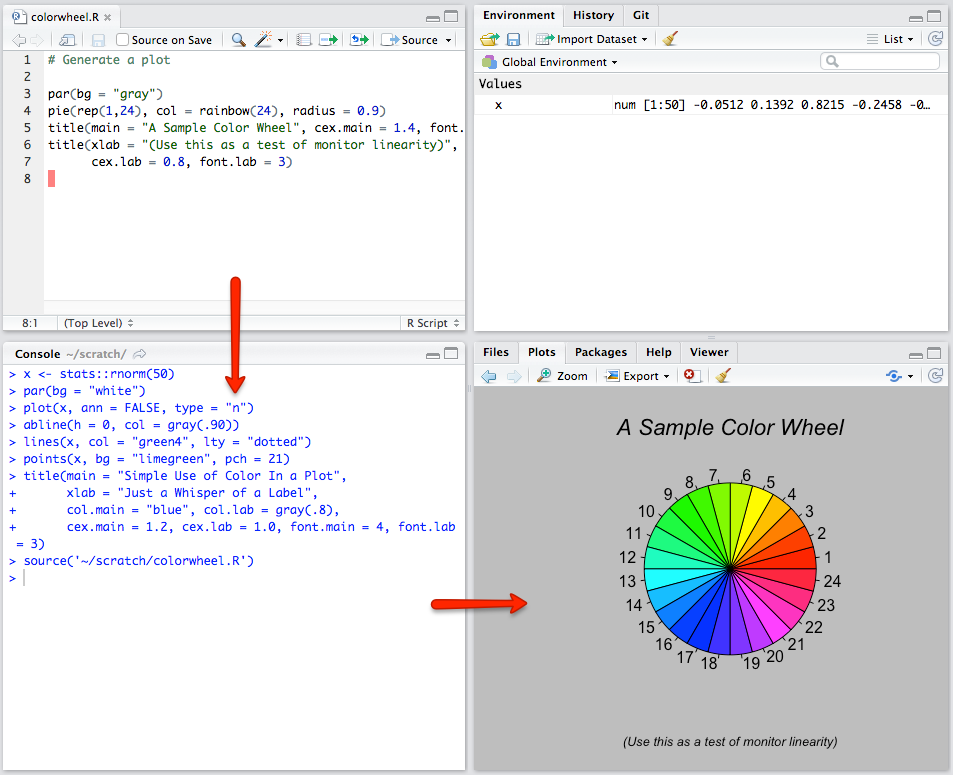 colorwheel.R
Source on Save
Source
1 # Generate a plot
2
3 par(bg = "gray")
4 pie(rep(1,24), col = rainbow(24), radius = 0.9)
5 title(main = "A Sample Color Wheel", cex.main = 1.4, font.
6 title(xlab = "(Use this as a test of monitor linearity)",
7 cex.lab = 0.8, font.lab = 3)
8
8:1 (Top Level) R Script
Console ~/scratch/
> x <- stats::rnorm(50)
> par(bg = "white")
> plot(x, ann = FALSE, type = "n")
> abline(h = 0, col = gray(.90))
> lines(x, col = "green4", lty = "dotted")
> points(x, bg = "limegreen", pch = 21)
> title(main = "Simple Use of Color In a Plot",
+ xlab = "Just a Whisper of a Label",
+ col.main = "blue", col.lab = gray(.8),
+ cex.main = 1.2, cex.lab = 1.0, font.main = 4, font.lab
= 3)
> source('~/scratch/colorwheel.R')
>
Environment History Git
Import Dataset List
Global Environment
Values
x num [1:50] -0.0512 0.1392 0.8215 -0.2458 -0…
Files Plots Packages Help Viewer
Zoom Export
A Sample Color Wheel
1
2
3
4
5
6
7
8
9
10
11
12
13
14
15
16
17
18
19
20
21
22
23
24
(Use this as a test of monitor linearity)